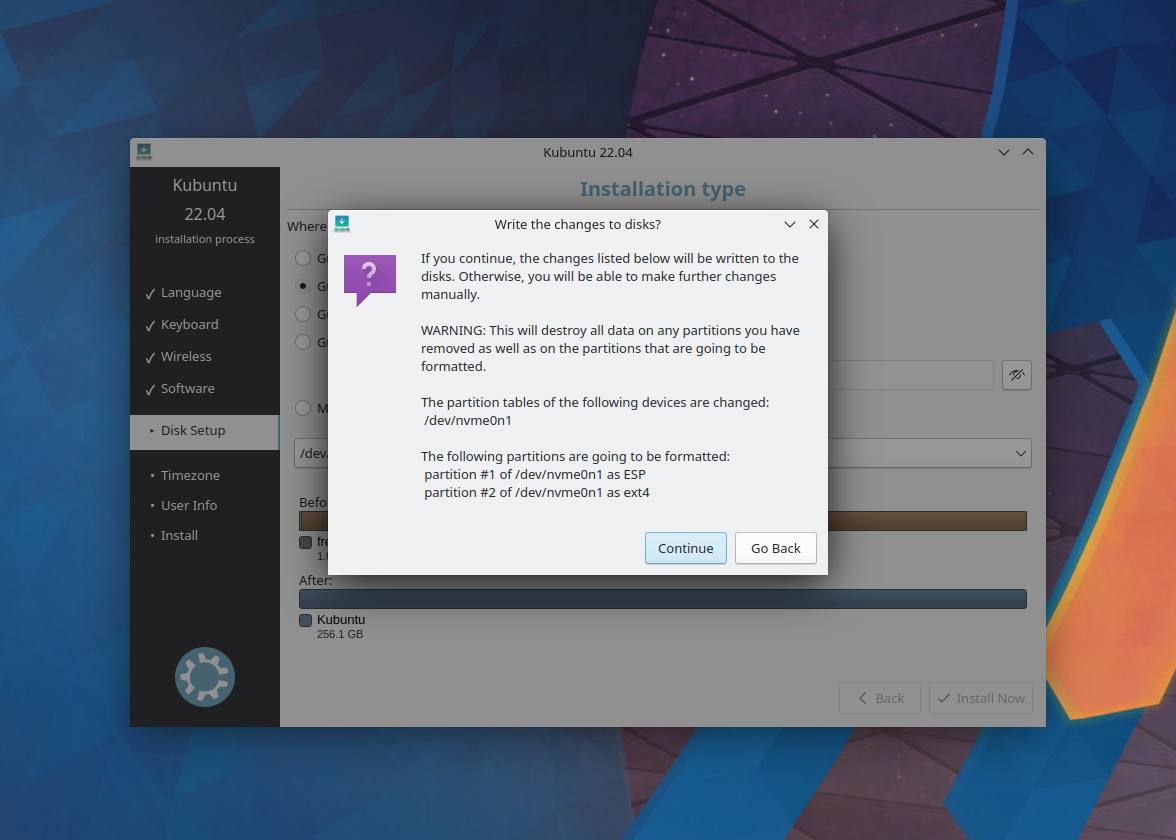 Kubuntu 22.04
Kubuntu
22.04
installation process
Language
Keyboard
Wireless
Software
Disk Setup
Timezone
User Info
Install
Installation type
Where
Write the changes to disks?
If you continue, the changes listed below will be written to the
disks. Otherwise, you will be able to make further changes
manually.
WARNING: This will destroy all data on any partitions you have
removed as well as on the partitions that are going to be
formatted.
The partition tables of the following devices are changed:
/dev/nvme0n1
The following partitions are going to be formatted:
partition #1 of /dev/nvme0n1 as ESP
partition #2 of /dev/nvme0n1 as ext4
Continue
Go Back
After:
Kubuntu
256.1 GB
Back
Install Now